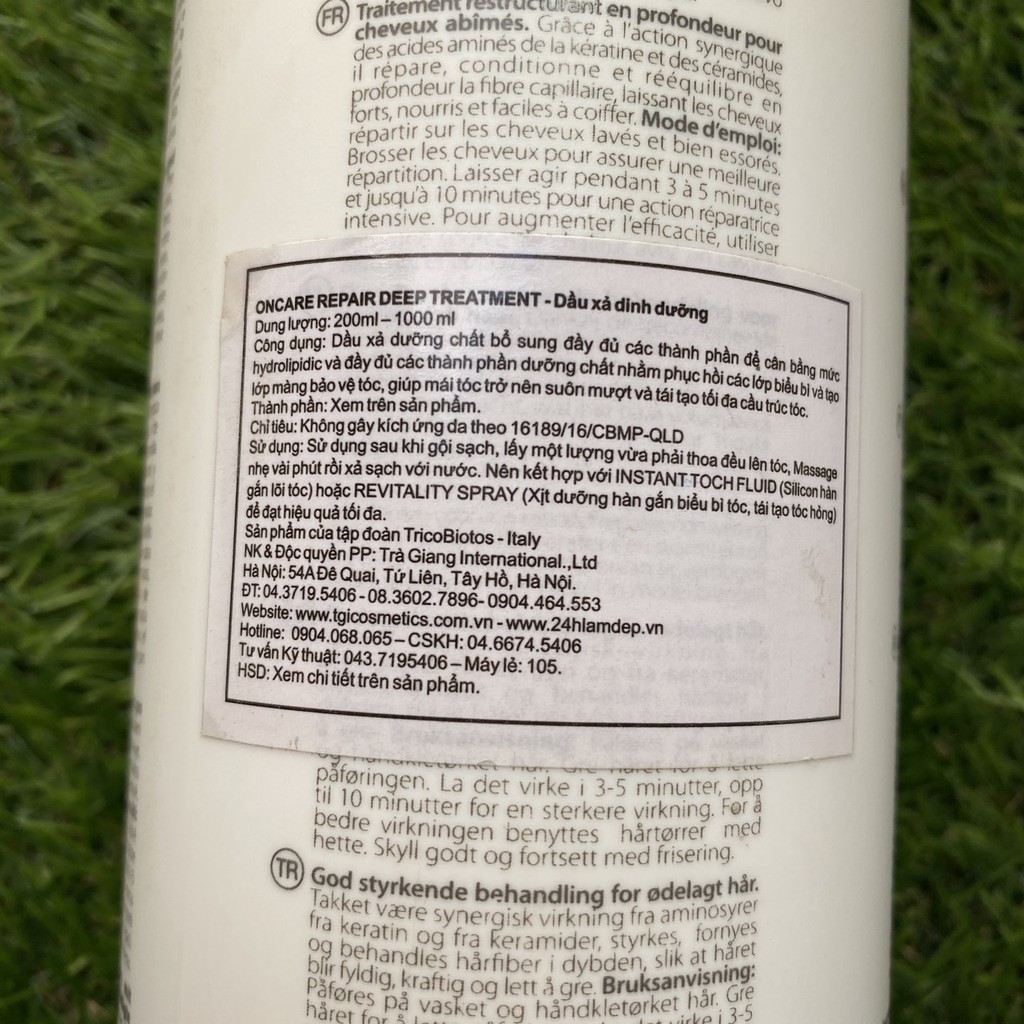 FR Traitement restructurant en profondeur pour
cheveux abîmés. Grâce à l'action synergique
des acides aminés de la kératine et des céramides,
il répare, conditionne et rééquilibre en
profondeur la fibre capillaire, laissant les cheveux
forts, nourris et faciles à coiffer. Mode d'emploi:
répartir sur les cheveux lavés et bien essorés.
Brosser les cheveux pour assurer une meilleure
répartition. Laisser agir pendant 3 à 5 minutes
et jusqu'à 10 minutes pour une action réparatrice
intensive. Pour augmenter l'efficacité, utiliser
ONCARE REPAIR DEEP TREATMENT - Dầu xả dinh dưỡng
Dung lượng: 200ml – 1000 ml
Công dụng: Dầu xả dưỡng chất bổ sung đầy đủ các thành phần để cân bằng mức
hydrolipidic và đầy đủ các thành phần dưỡng chất nhằm phục hồi các lớp biểu bì và tạo
lớp màng bảo vệ tóc, giúp mái tóc trở nên suôn mượt và tái tạo tối đa cấu trúc tóc.
Thành phần: Xem trên sản phẩm.
Chỉ tiêu: Không gây kích ứng da theo 16189/16/CBMP-QLD
Sử dụng: Sử dụng sau khi gội sạch, lấy một lượng vừa phải thoa đều lên tóc, Massage
nhẹ vài phút rồi xả sạch với nước. Nên kết hợp với INSTANT TOCH FLUID (Silicon hàn
gắn lõi tóc) hoặc REVITALITY SPRAY (Xịt dưỡng hàn gắn biểu bì tóc, tái tạo tóc hỏng)
để đạt hiệu quả tối đa.
Sản phẩm của tập đoàn TricoBiotos - Italy
NK & Độc quyền PP: Trà Giang International.,Ltd
Hà Nội: 54A Đê Quai, Tứ Liên, Tây Hồ, Hà Nội.
ĐT: 04.3719.5406 - 08.3602.7896- 0904.464.553
Website: www.tgicosmetics.com.vn - www.24hlamdep.vn
Hotline: 0904.068.065 – CSKH: 04.6674.5406
Tư vấn Kỹ thuật: 043.7195406 – Máy lẻ: 105.
HSD: Xem chi tiết trên sản phẩm.
påføringen. La det virke i 3-5 minutter, opp
til 10 minutter for en sterkere virkning. For å
bedre virkningen benyttes hårtørrer med
hette. Skyll godt og fortsett med frisering.
TR God styrkende behandling for ødelagt hår.
Takket være synergisk virkning fra aminosyrer
fra keratin og fra keramider, styrkes, fornyes
og behandles hårfiber i dybden, slik at håret
blir fyldig, kraftig og lett å gre. Bruksanvisning:
Påføres på vasket og håndkletørket hår. Gre
håret for å